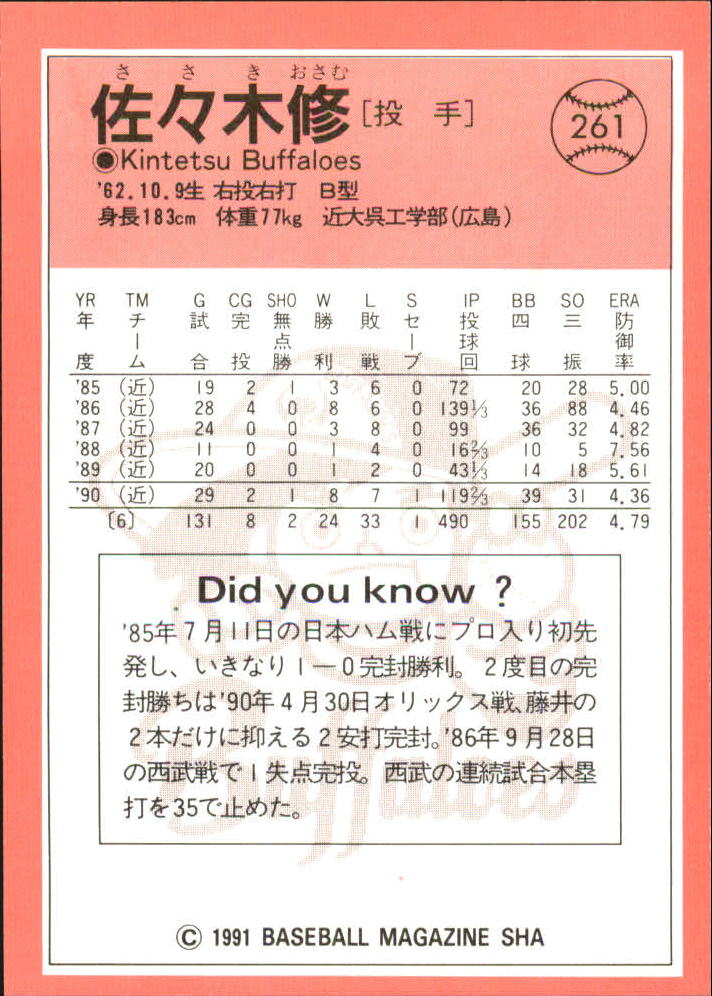 ささき おさむ
佐々木修 [投手] 261
◉Kintetsu Buffaloes
'62.10.9生 右投右打 B型
身長183cm 体重77kg 近大呉工学部(広島)
YR TM G CG SHO W L S IP BB SO ERA
年度 チーム 試合 完投 無点勝 勝利 敗戦 セーブ 投球回 四球 三振 防御率
'85 (近) 19 2 1 3 6 0 72 20 28 5.00
'86 (近) 28 4 0 8 6 0 139⅓ 36 88 4.46
'87 (近) 24 0 0 3 8 0 99 36 32 4.82
'88 (近) 11 0 0 1 4 0 16⅔ 10 5 7.56
'89 (近) 20 0 0 1 2 0 43⅓ 14 18 5.61
'90 (近) 29 2 1 8 7 1 119⅔ 39 31 4.36
〔6〕 131 8 2 24 33 1 490 155 202 4.79
Did you know ?
'85年7月11日の日本ハム戦にプロ入り初先
発し、いきなり1―0完封勝利。2度目の完
封勝ちは'90年4月30日オリックス戦、藤井の
2本だけに抑える2安打完封。'86年9月28日
の西武戦で1失点完投。西武の連続試合本塁
打を35で止めた。
Buffaloes
© 1991 BASEBALL MAGAZINE SHA